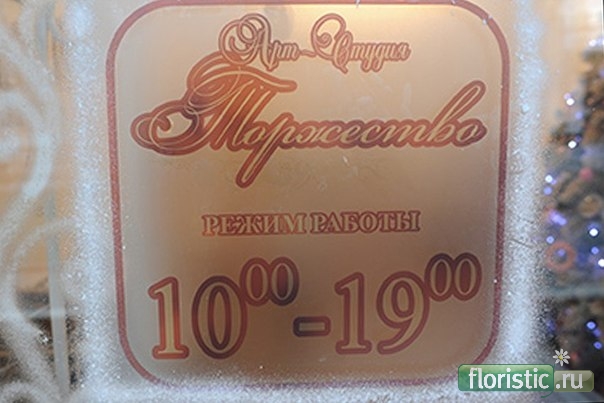 Арт-Студия
Торжество
РЕЖИМ РАБОТЫ
10⁰⁰-19⁰⁰
floristic.ru